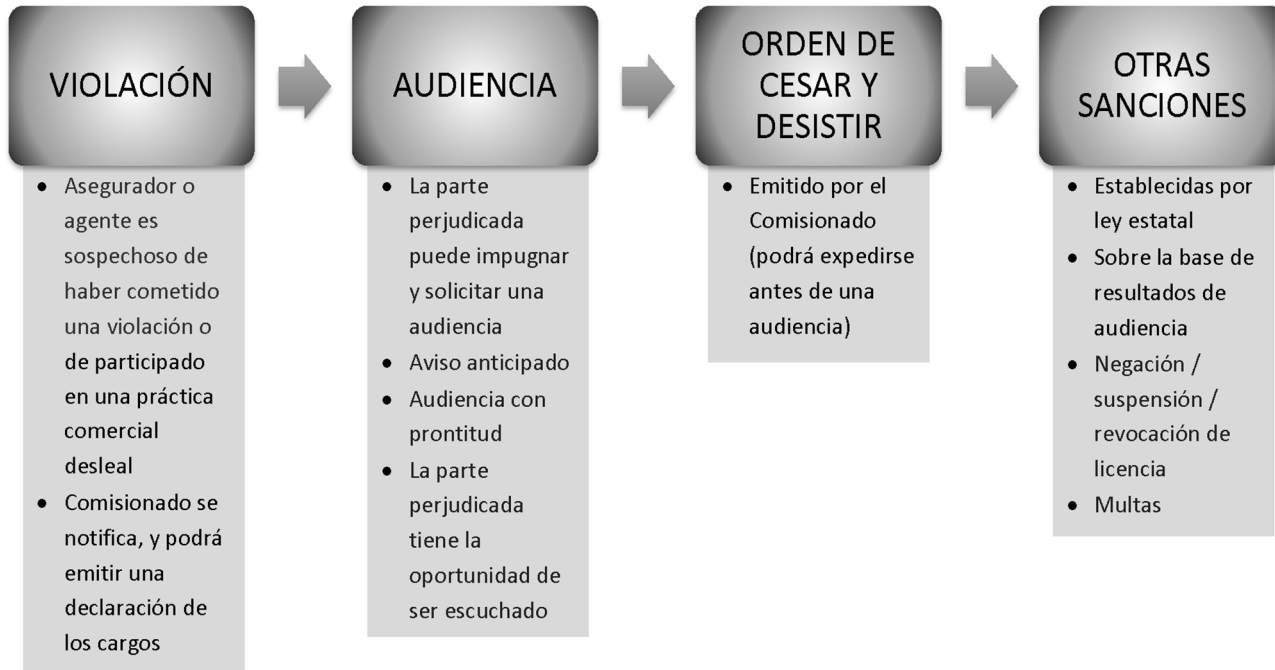 VIOLACIÓN
• Asegurador o
agente es
sospechoso de
haber cometido
una violación o
de participado
en una práctica
comercial
desleal
• Comisionado se
notifica, y podrá
emitir una
declaración de
los cargos
AUDIENCIA
• La parte
perjudicada
puede impugnar
y solicitar una
audiencia
• Aviso anticipado
• Audiencia con
prontitud
• La parte
perjudicada
tiene la
oportunidad de
ser escuchado
ORDEN DE
CESAR Y
DESISTIR
• Emitido por el
Comisionado
(podrá expedirse
antes de una
audiencia)
OTRAS
SANCIONES
• Establecidas por
ley estatal
• Sobre la base de
resultados de
audiencia
• Negación /
suspensión /
revocación de
licencia
• Multas